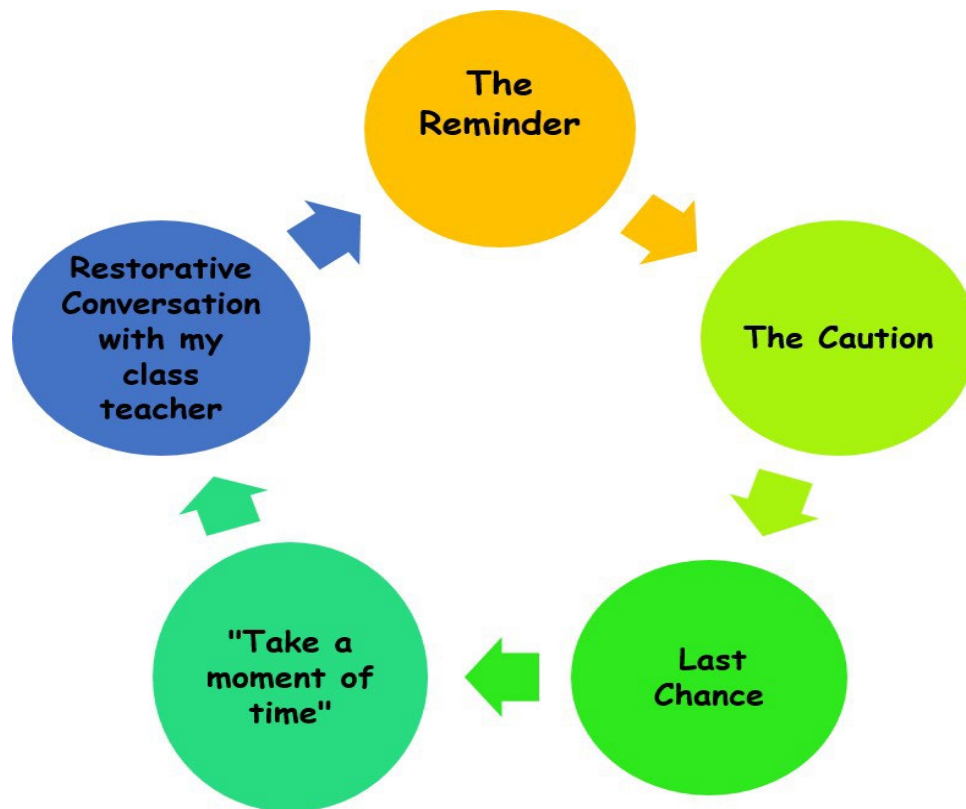 The
Reminder
The Caution
Last
Chance
"Take a
moment of
time"
Restorative
Conversation
with my
class
teacher